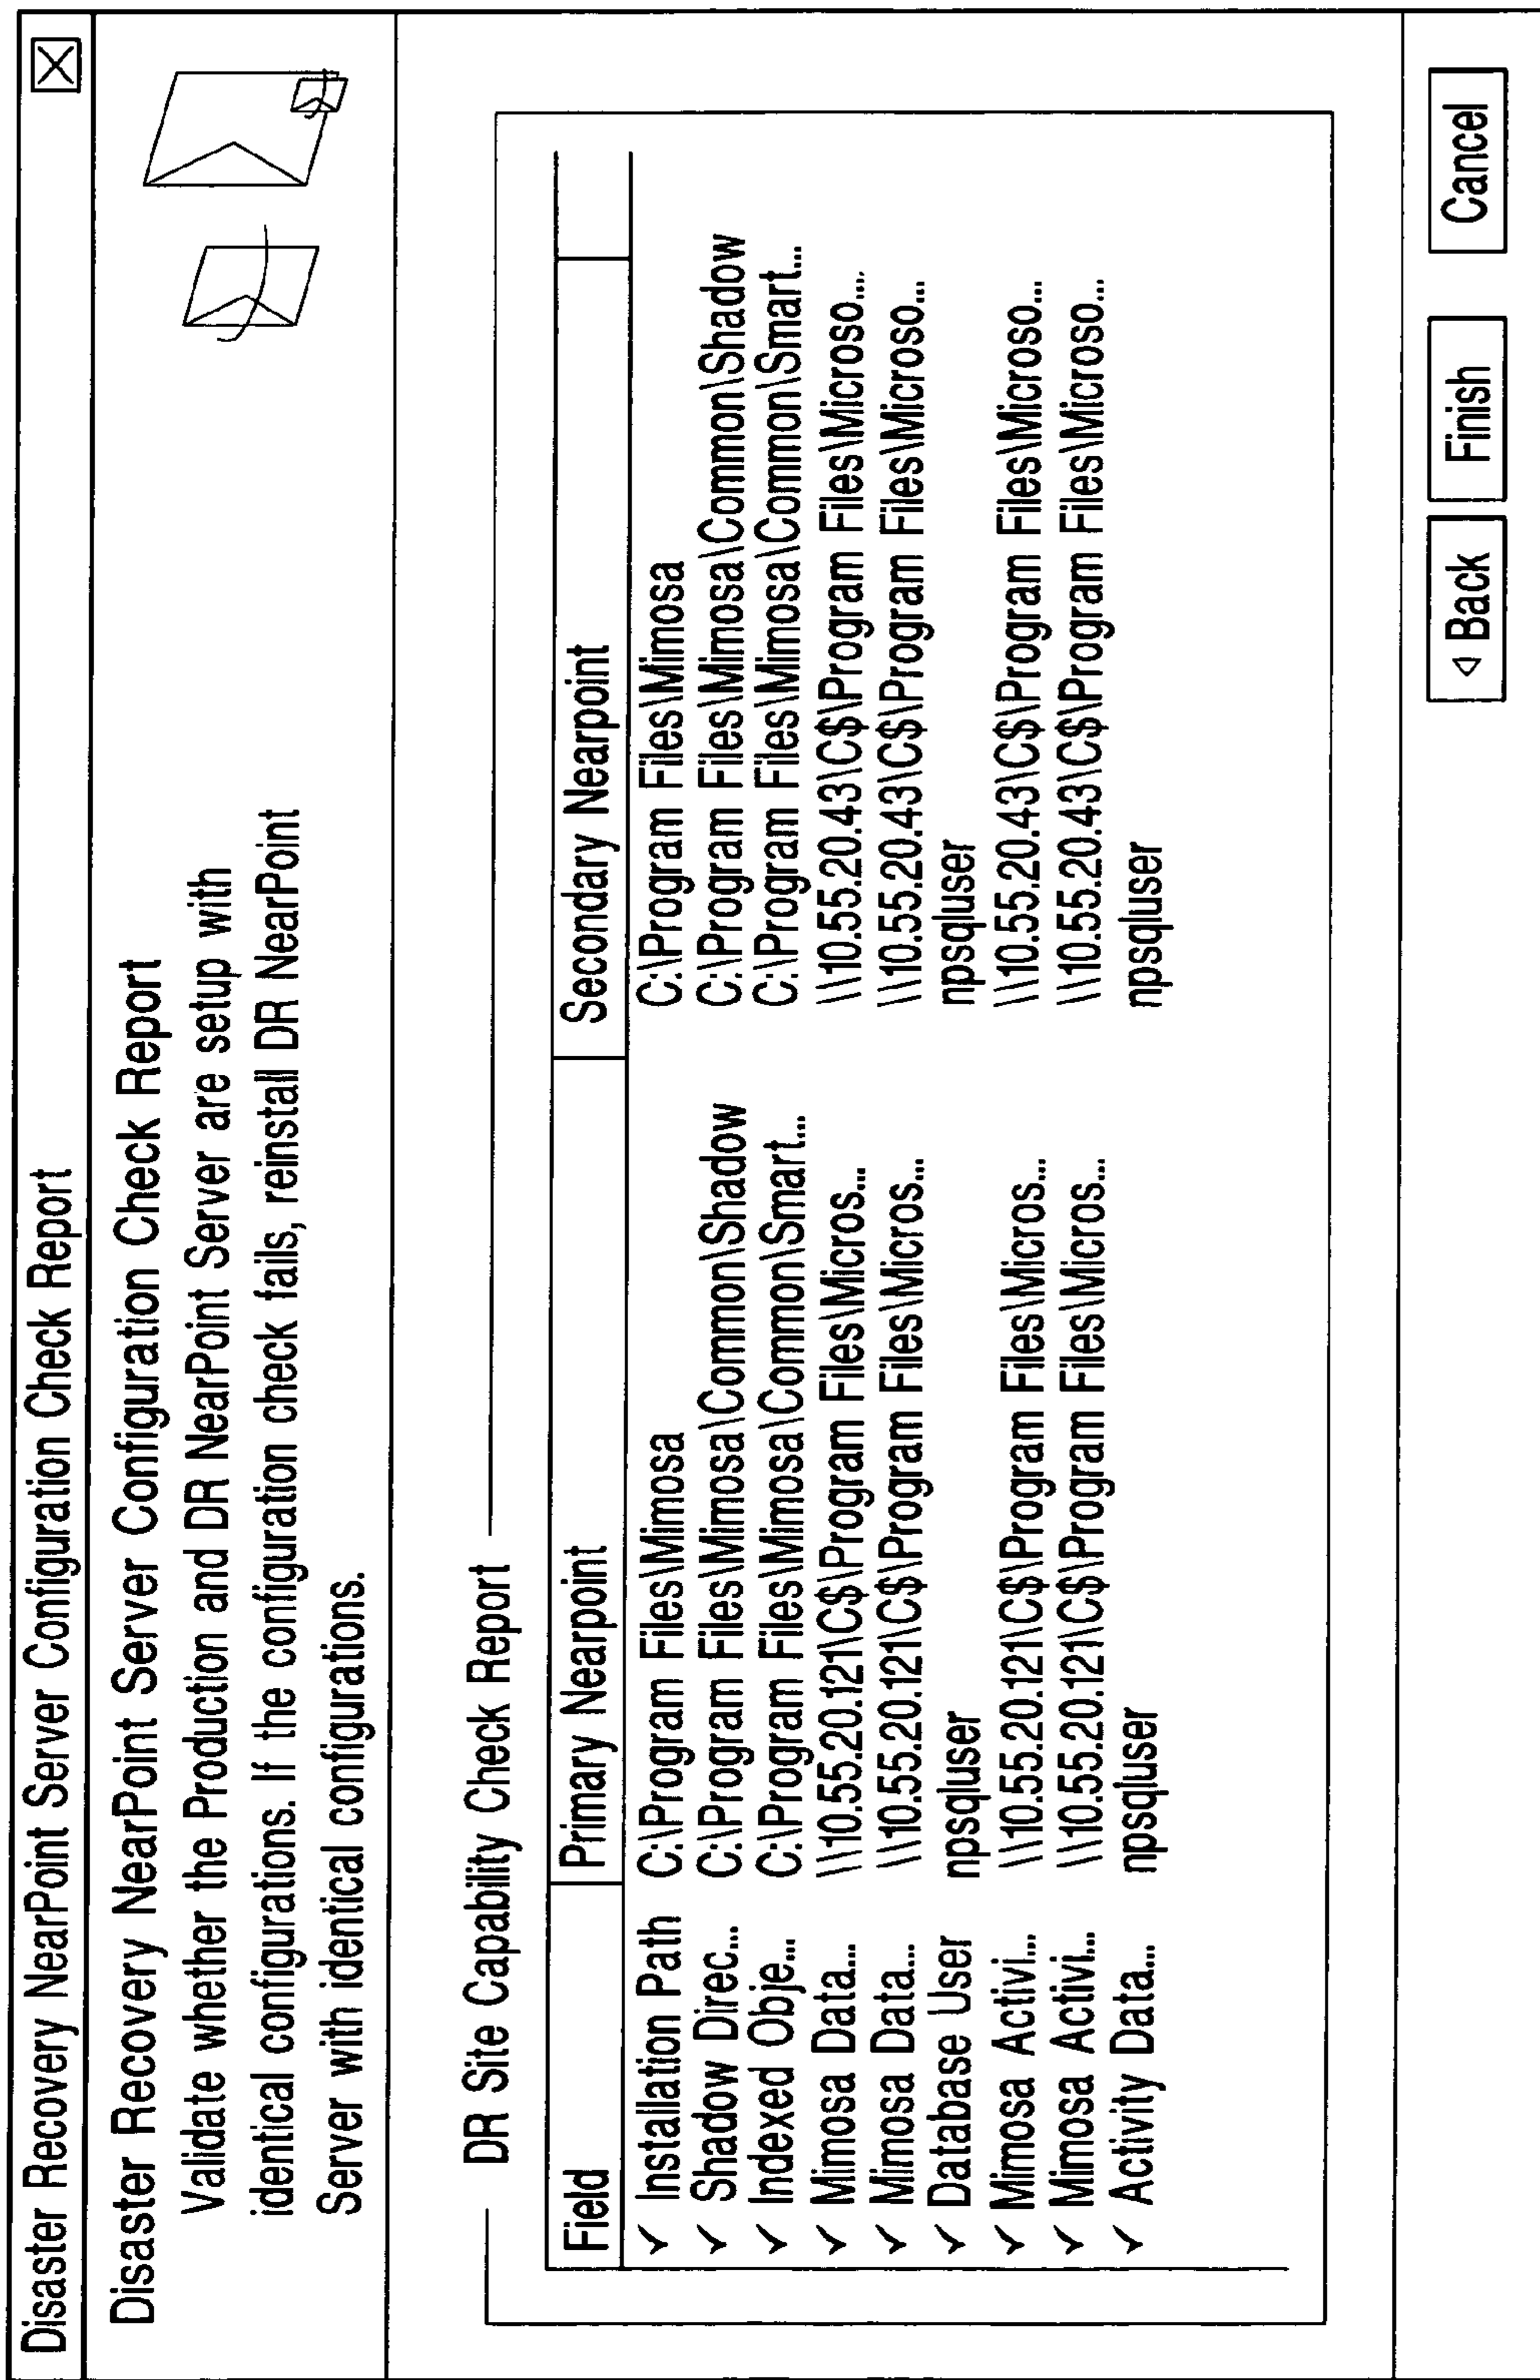 Disaster Recovery NearPoint Server Configuration Check Report
Disaster Recovery NearPoint Server Configuration Check Report
Validate whether the Production and DR NearPoint Server are setup with
identical configurations. If the configuration check fails, reinstall DR NearPoint
Server with identical configurations.
DR Site Capability Check Report
Field Primary Nearpoint Secondary Nearpoint
Installation Path C:\Program Files\Mimosa C:\Program Files\Mimosa
Shadow Direc... C:\Program Files\Mimosa\Common\Shadow C:\Program Files\Mimosa\Common\Shadow
Indexed Obje... C:\Program Files\Mimosa\Common\Smart... C:\Program Files\Mimosa\Common\Smart...
Mimosa Data... \\10.55.20.121\C$\Program Files\Micros... \\10.55.20.43\C$\Program Files\Microso...
Mimosa Data... \\10.55.20.121\C$\Program Files\Micros... \\10.55.20.43\C$\Program Files\Microso...
Database User npsqluser npsqluser
Mimosa Activi... \\10.55.20.121\C$\Program Files\Micros... \\10.55.20.43\C$\Program Files\Microso...
Mimosa Activi... \\10.55.20.121\C$\Program Files\Micros... \\10.55.20.43\C$\Program Files\Microso...
Activity Data... npsqluser npsqluser
Back Finish Cancel